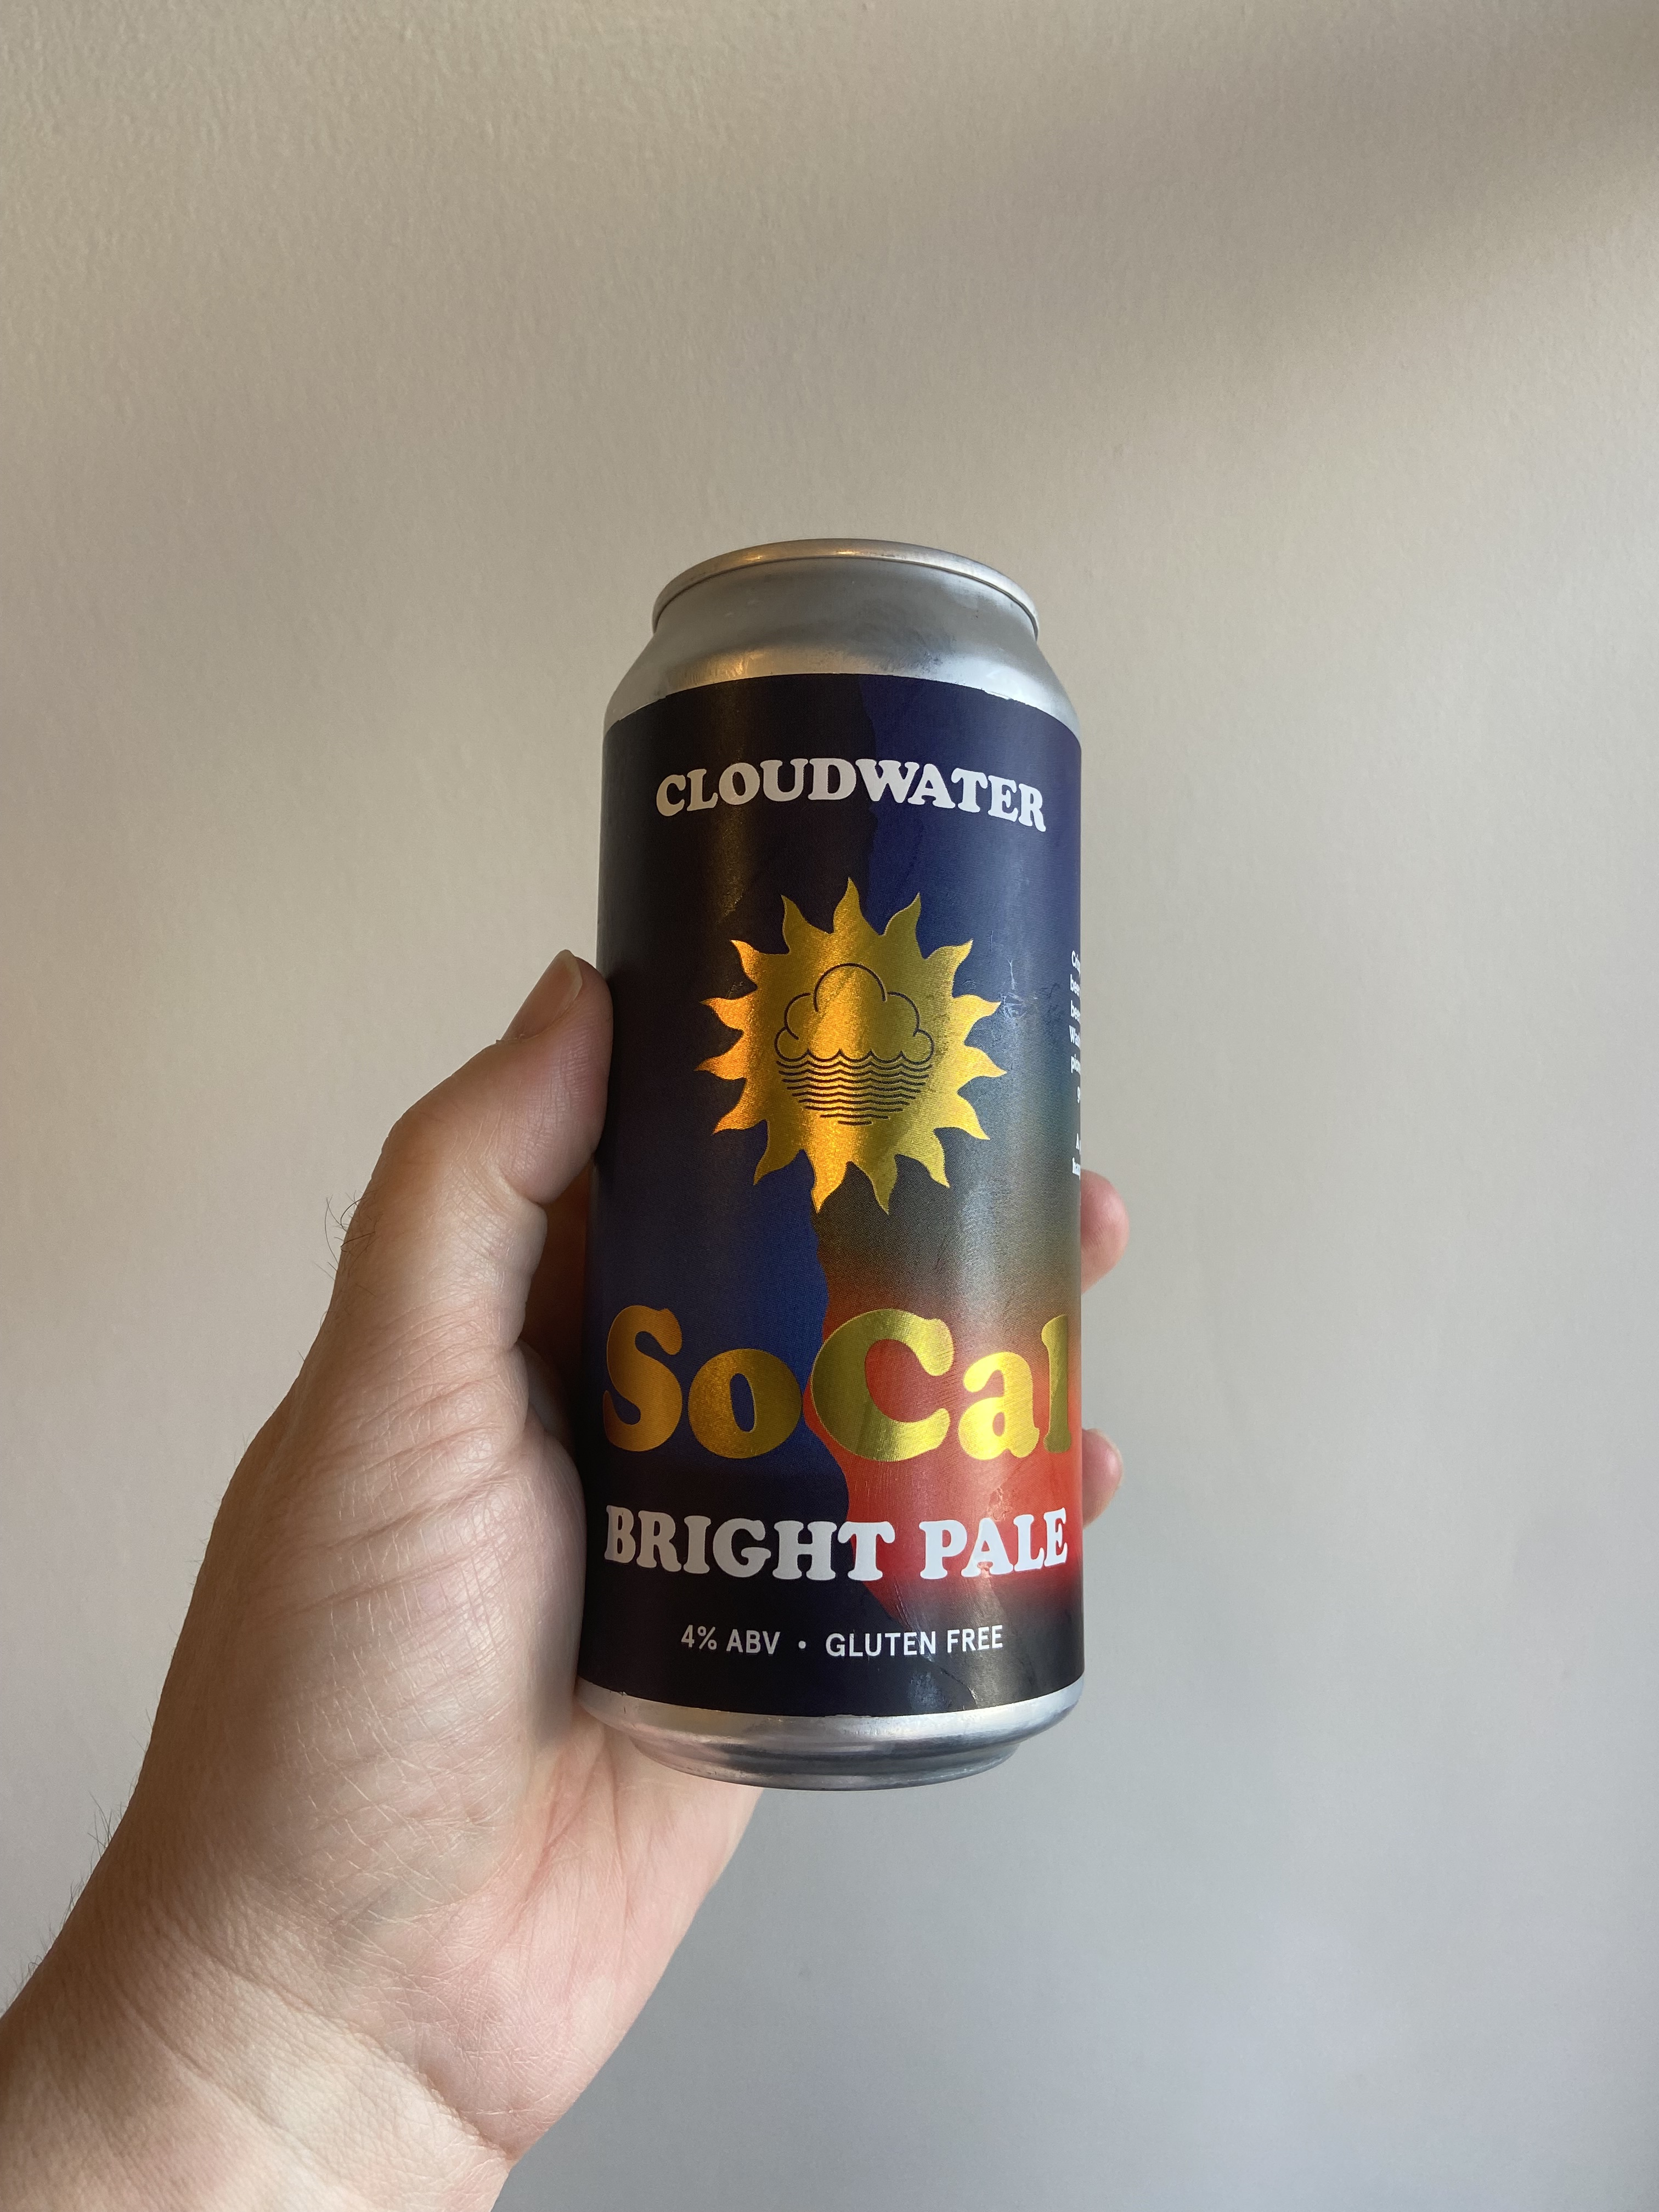 CLOUDWATER
SoCal
BRIGHT PALE
4% ABV • GLUTEN FREE